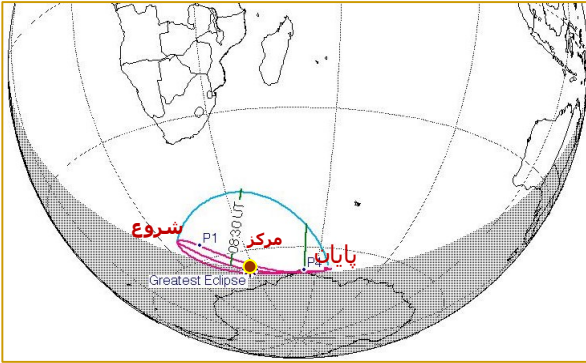 شروع
P1
08:30 UT
مرکز
پایان
P4
Greatest Eclipse